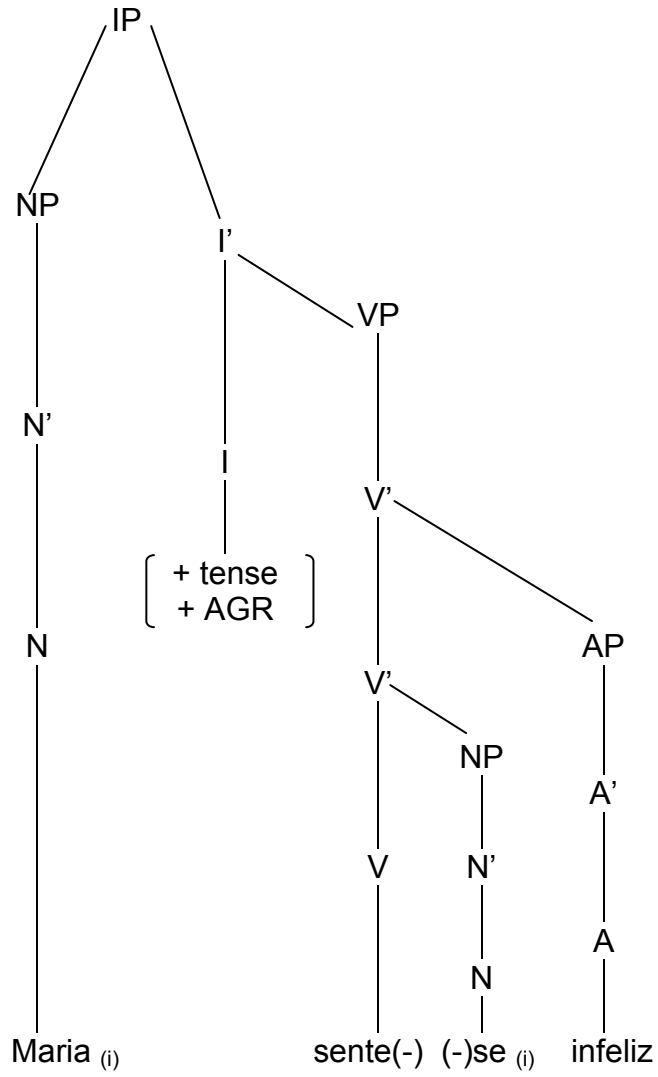 IP
NP
I’
VP
N’
I
V’
+ tense
+ AGR
N
AP
V’
NP
A’
V
N’
A
N
Maria (i) sente(-) (-)se (i) infeliz